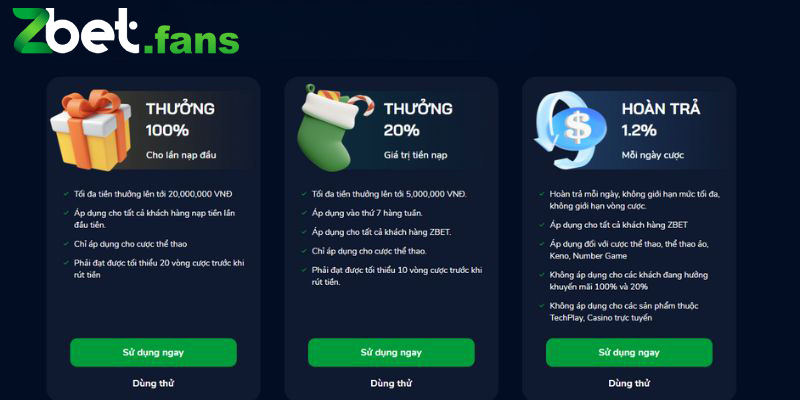 Zbet.fans
THƯỞNG
100%
Cho lần nạp đầu
Tối đa tiền thưởng lên tới 20,000,000 VNĐ
Áp dụng cho tất cả khách hàng nạp tiền lần
đầu tiên.
Chỉ áp dụng cho cược thể thao
Phải đạt được tối thiểu 20 vòng cược trước khi
rút tiền
Sử dụng ngay
Dùng thử
THƯỞNG
20%
Giá trị tiền nạp
Tối đa tiền thưởng lên tới 5,000,000 VNĐ.
Áp dụng vào thứ 7 hàng tuần.
Áp dụng cho tất cả khách hàng ZBET.
Chỉ áp dụng cho cược thể thao.
Phải đạt được tối thiểu 10 vòng cược trước khi
rút tiền.
Sử dụng ngay
Dùng thử
HOÀN TRẢ
1.2%
Mỗi ngày cược
Hoàn trả mỗi ngày, không giới hạn mức tối đa,
không giới hạn vòng cược.
Áp dụng cho tất cả khách hàng ZBET
Áp dụng đối với cược thể thao, thể thao ảo,
Keno, Number Game
Không áp dụng cho các khách đang hưởng
khuyến mãi 100% và 20%
Không áp dụng cho các sản phẩm thuộc
TechPlay, Casino trực tuyến
Sử dụng ngay
Dùng thử